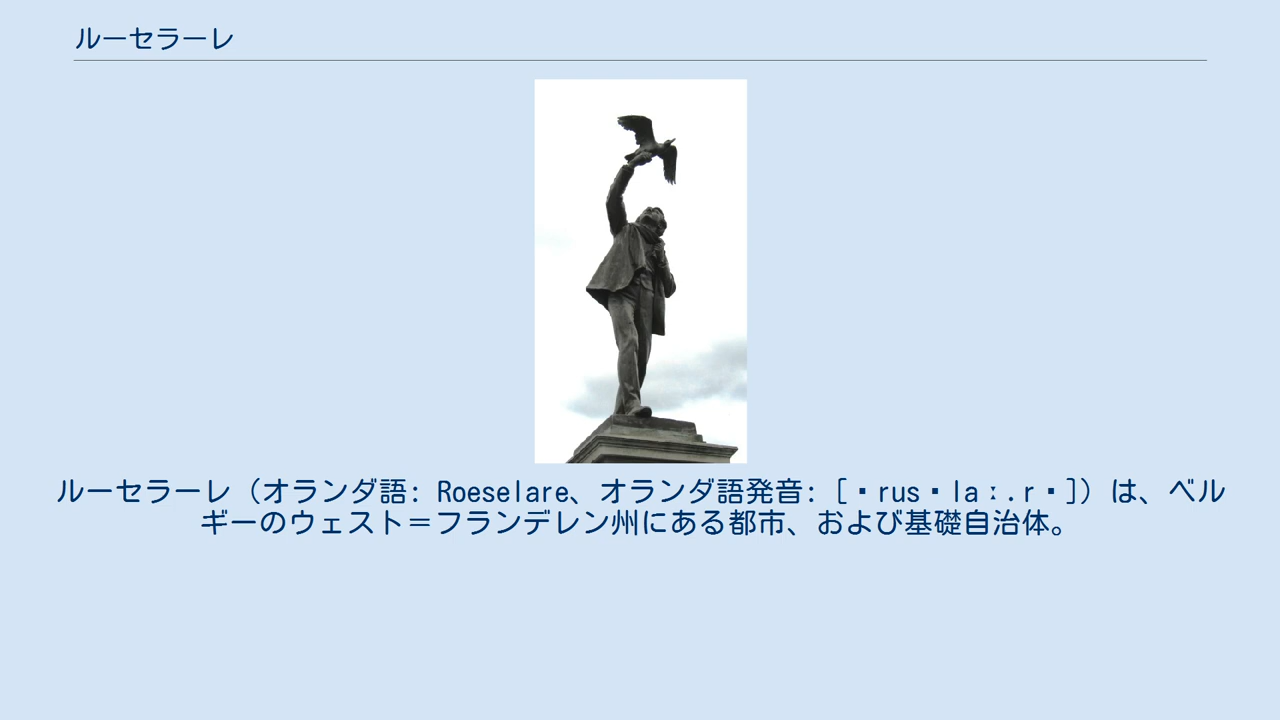 ルーセラーレ
ルーセラーレ（オランダ語: Roeselare、オランダ語発音: [▪rus▪laː.r▪]）は、ベル
ギーのウェスト＝フランデレン州にある都市、および基礎自治体。